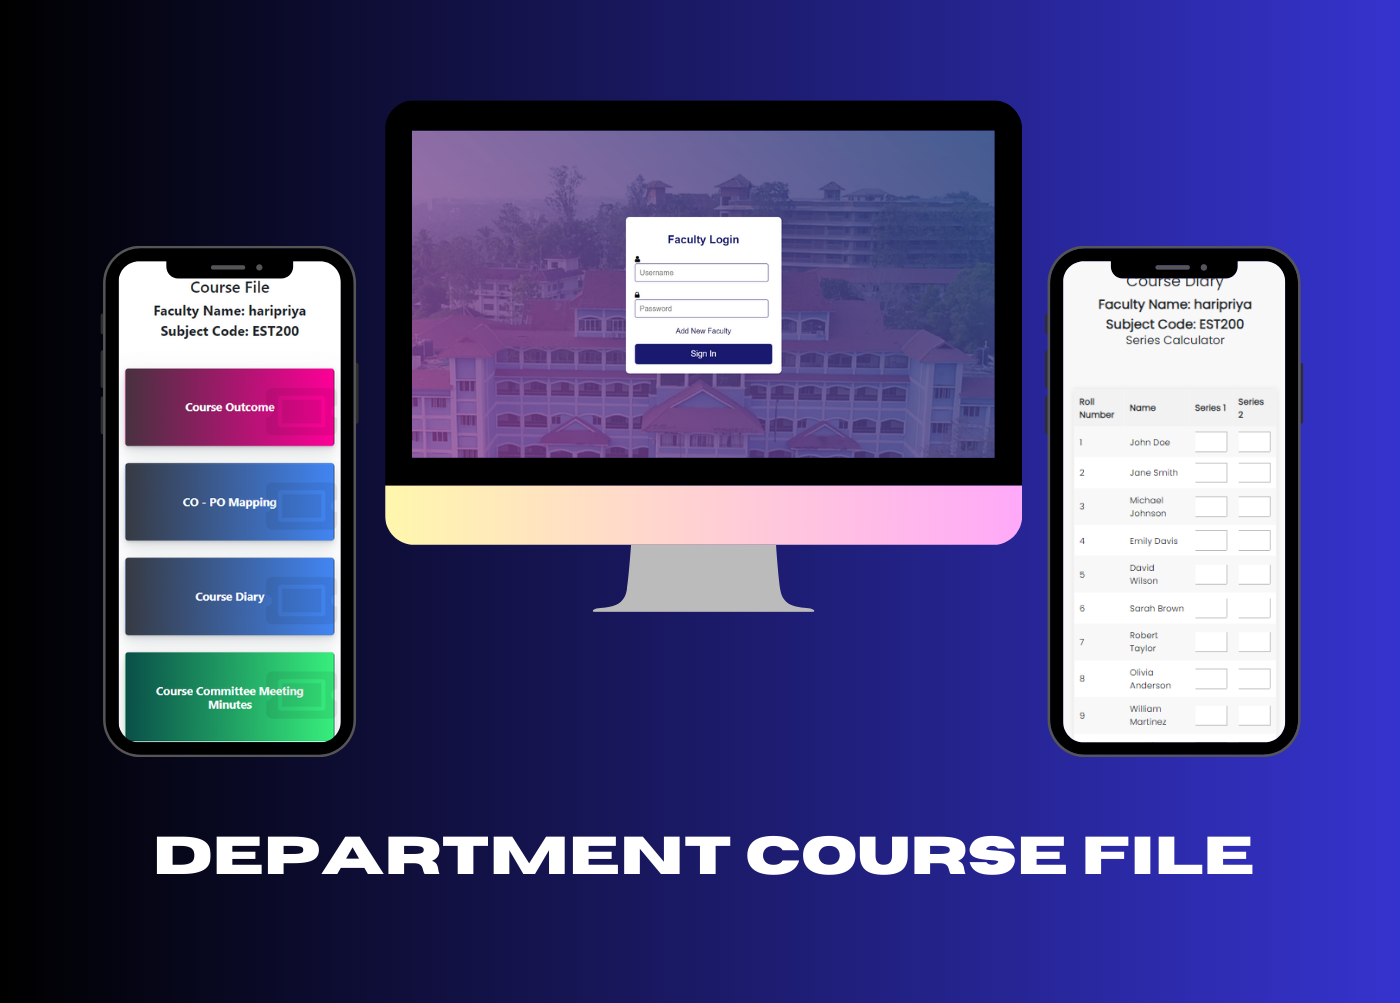 Course File
Faculty Name: haripriya
Subject Code: EST200
Course Outcome
CO - PO Mapping
Course Diary
Course Committee Meeting
Minutes
Faculty Login
Username
Password
Add New Faculty
Sign In
Course Diary
Faculty Name: haripriya
Subject Code: EST200
Series Calculator
Roll Number Name Series 1 Series 2
1 John Doe
2 Jane Smith
3 Michael Johnson
4 Emily Davis
5 David Wilson
6 Sarah Brown
7 Robert Taylor
8 Olivia Anderson
9 William Martinez
DEPARTMENT COURSE FILE